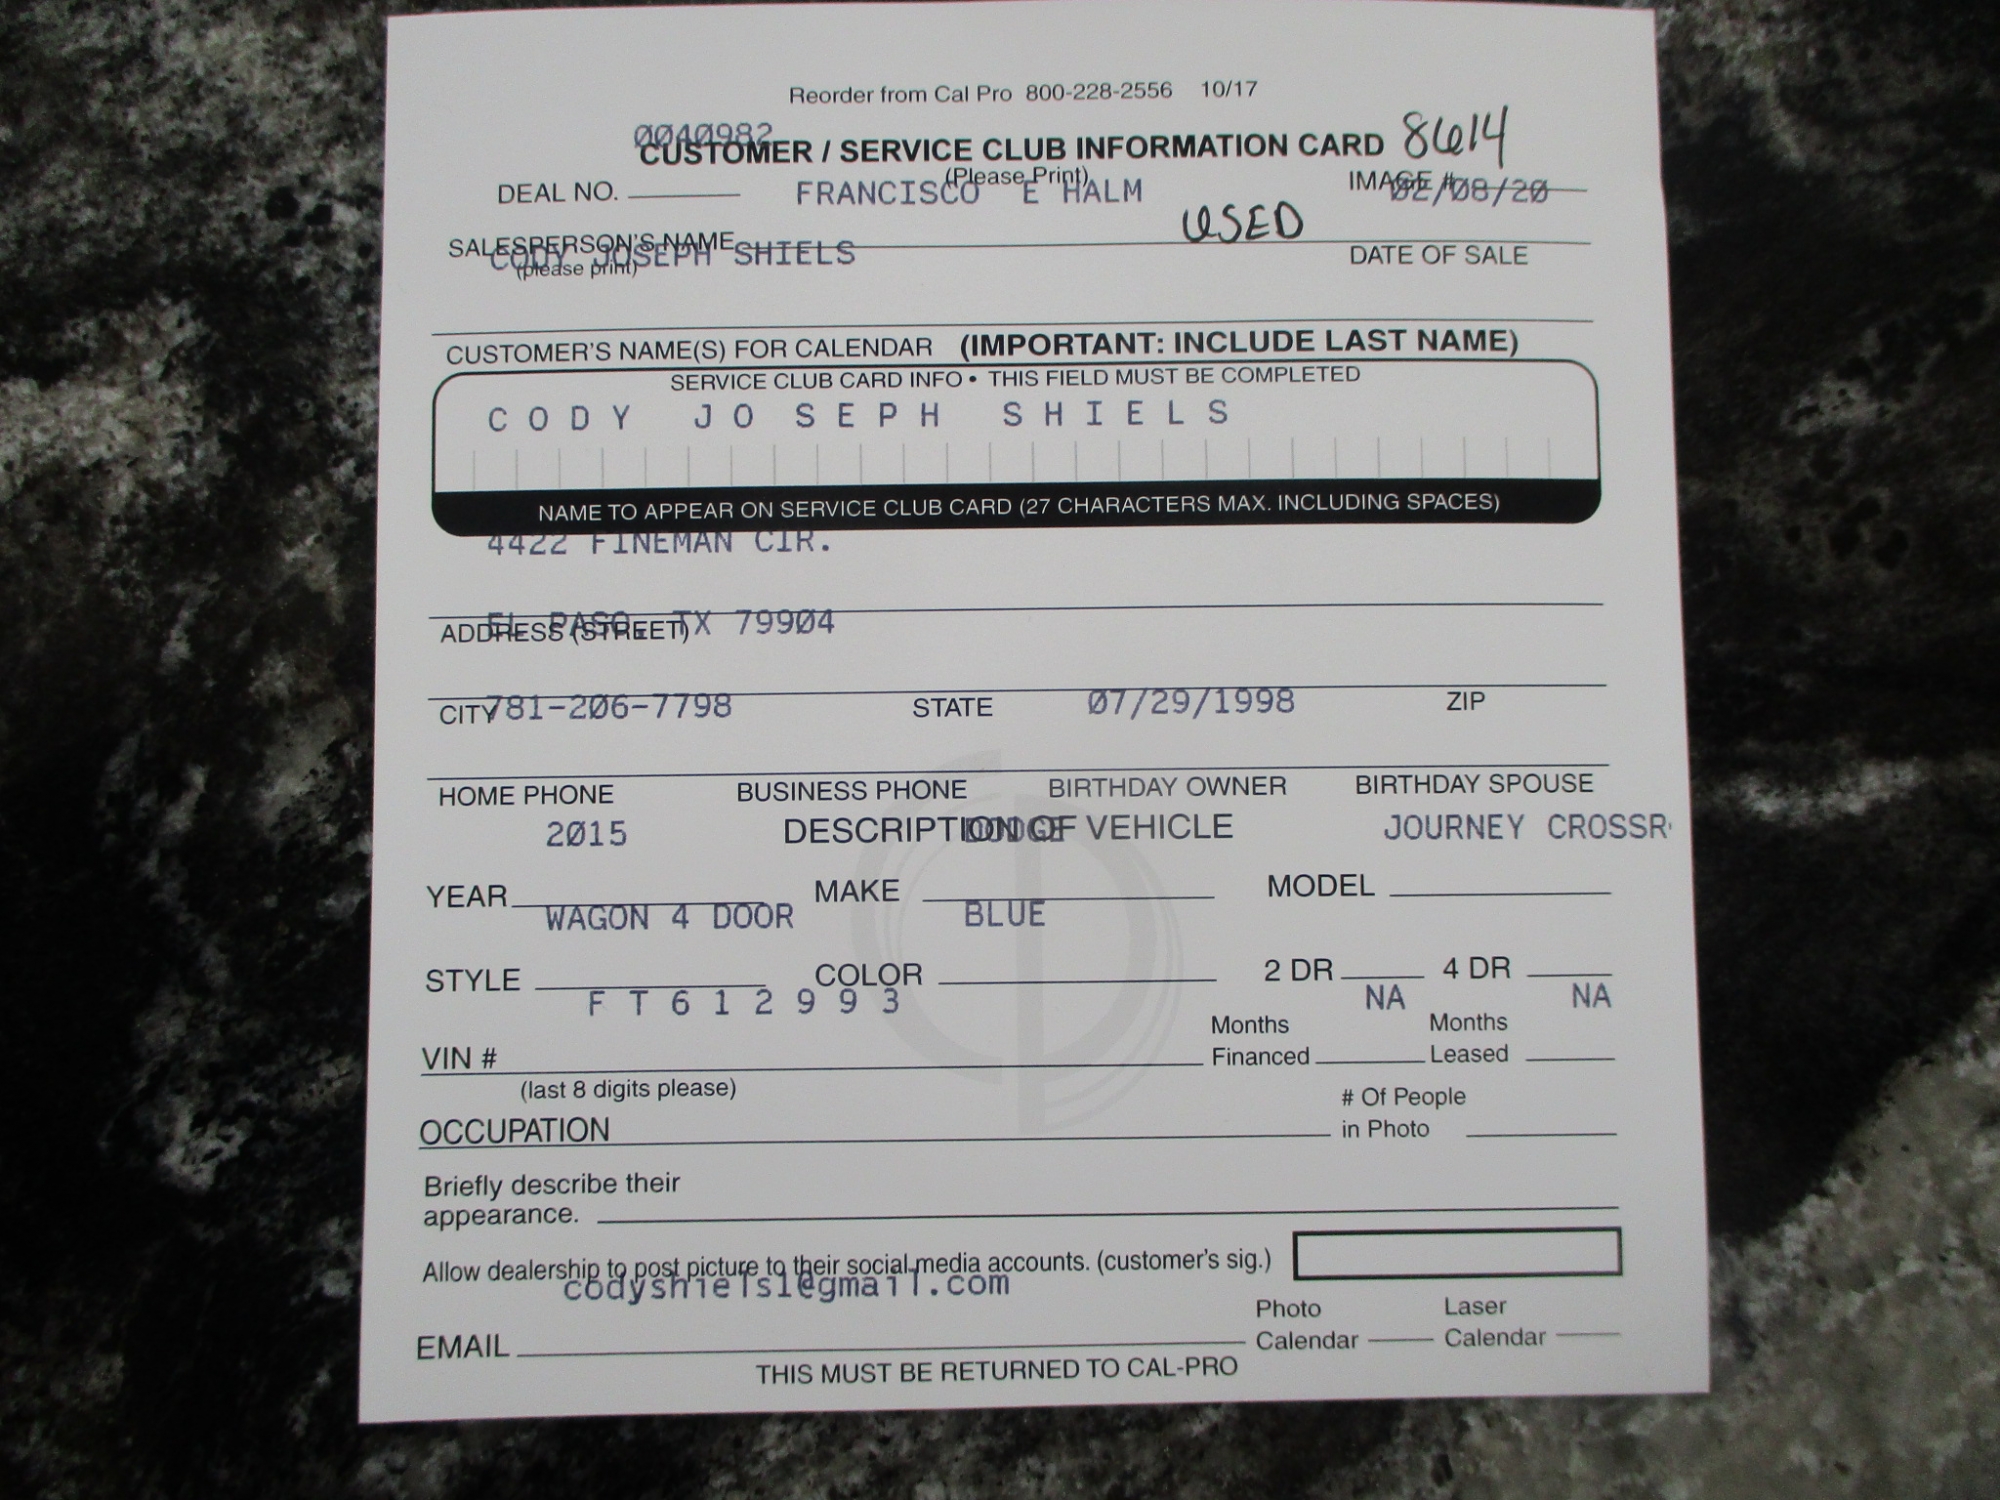 Reorder from Cal Pro 800-228-2556 10/17
0040982
CUSTOMER / SERVICE CLUB INFORMATION CARD 8614
(Please Print)
DEAL NO. FRANCISCO E HALM IMAGE # 02/08/20
USED
SALESPERSON'S NAME DATE OF SALE
CODY JOSEPH SHIELS
(please print)
CUSTOMER'S NAME(S) FOR CALENDAR (IMPORTANT: INCLUDE LAST NAME)
SERVICE CLUB CARD INFO • THIS FIELD MUST BE COMPLETED
CODY JOSEPH SHIELS
NAME TO APPEAR ON SERVICE CLUB CARD (27 CHARACTERS MAX. INCLUDING SPACES)
4422 FINEMAN CIR.
EL PASO, TX 79904
ADDRESS (STREET)
781-206-7798 07/29/1998
CITY STATE ZIP
HOME PHONE BUSINESS PHONE BIRTHDAY OWNER BIRTHDAY SPOUSE
DESCRIPTION OF VEHICLE
2015 DODGE JOURNEY CROSSR
YEAR MAKE MODEL
WAGON 4 DOOR BLUE
STYLE COLOR 2 DR 4 DR
FT612993 NA NA
VIN # Months Financed Months Leased
(last 8 digits please)
OCCUPATION # Of People in Photo
Briefly describe their
appearance.
Allow dealership to post picture to their social media accounts. (customer's sig.)
codyshiels1@gmail.com
EMAIL Photo Calendar Laser Calendar
THIS MUST BE RETURNED TO CAL-PRO